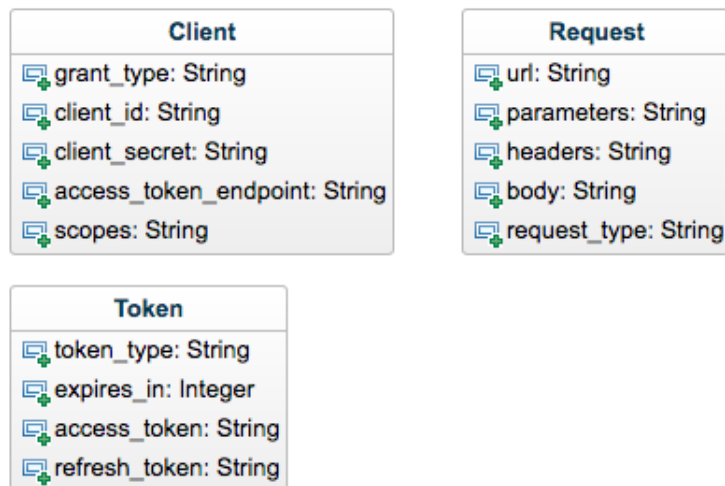 Client
grant_type: String
client_id: String
client_secret: String
access_token_endpoint: String
scopes: String
Request
url: String
parameters: String
headers: String
body: String
request_type: String
Token
token_type: String
expires_in: Integer
access_token: String
refresh_token: String